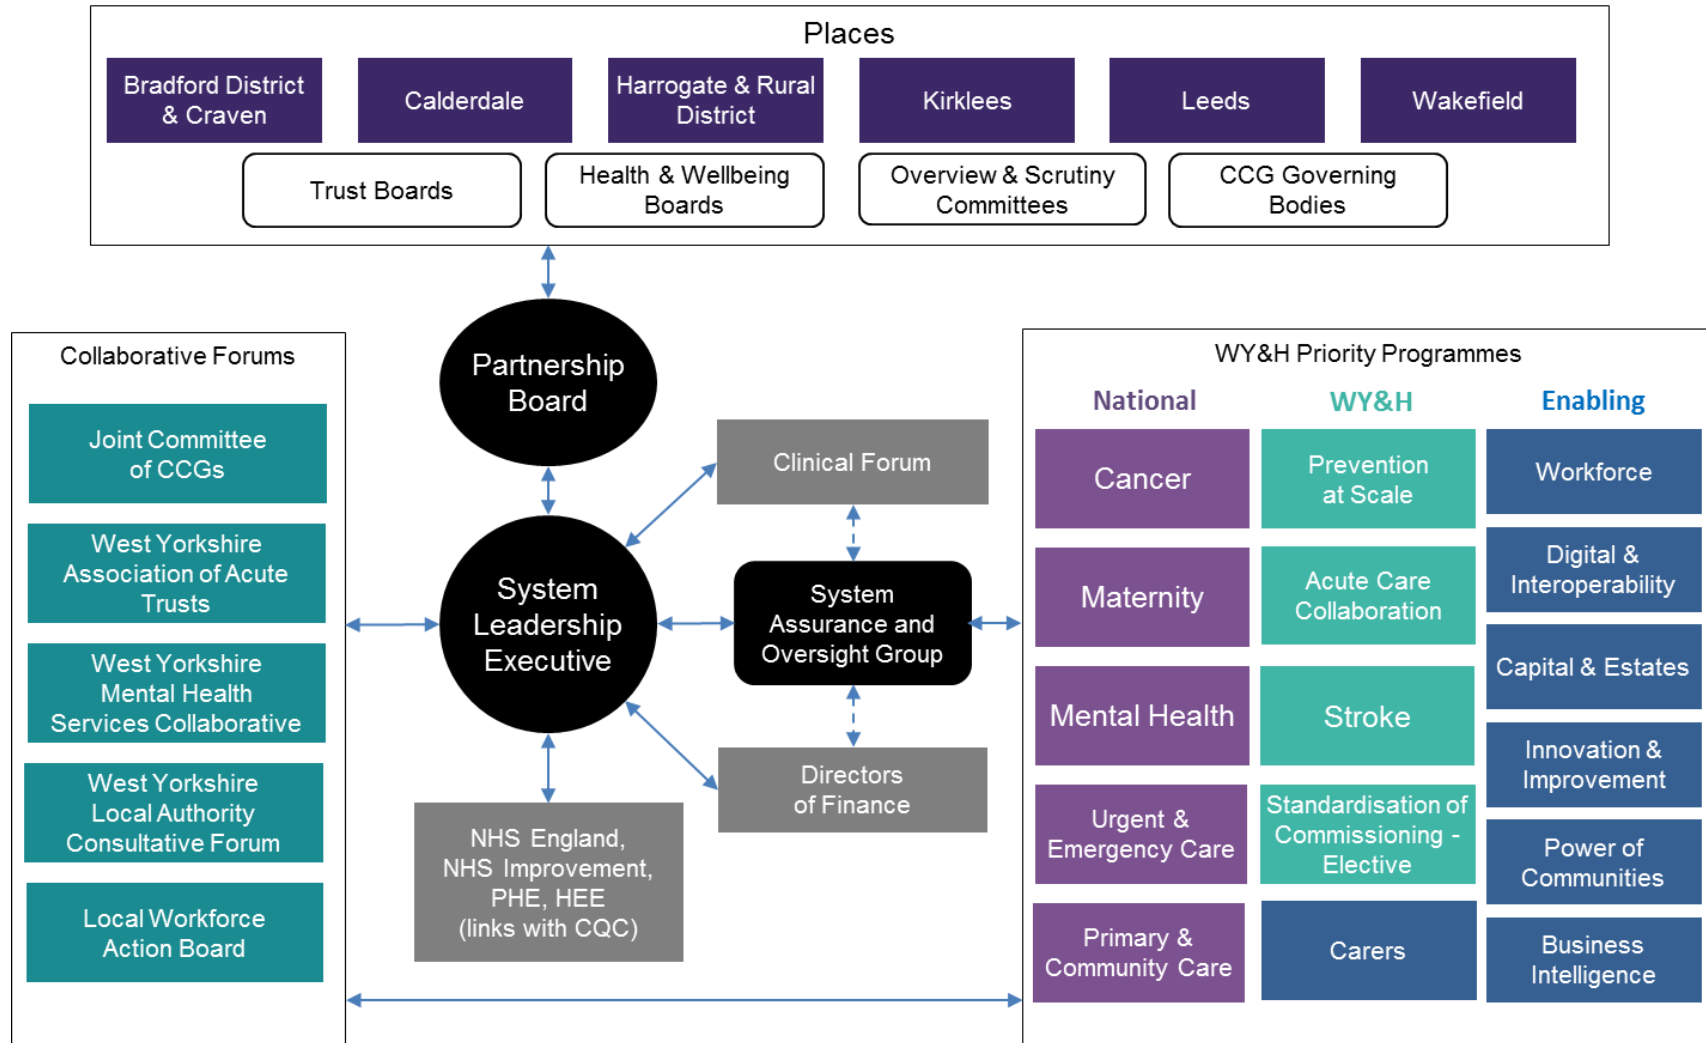 Places
Bradford District
& Craven
Calderdale
Harrogate & Rural
District
Kirklees
Leeds
Wakefield
Trust Boards
Health & Wellbeing
Boards
Overview & Scrutiny
Committees
CCG Governing
Bodies
Partnership
Board
Collaborative Forums
Joint Committee
of CCGs
West Yorkshire
Association of Acute
Trusts
West Yorkshire
Mental Health
Services Collaborative
West Yorkshire
Local Authority
Consultative Forum
Local Workforce
Action Board
System
Leadership
Executive
Clinical Forum
System
Assurance and
Oversight Group
Directors
of Finance
NHS England,
NHS Improvement,
PHE, HEE
(links with CQC)
WY&H Priority Programmes
National
Cancer
Maternity
Mental Health
Urgent &
Emergency Care
Primary &
Community Care
WY&H
Prevention
at Scale
Acute Care
Collaboration
Stroke
Standardisation of
Commissioning -
Elective
Carers
Enabling
Workforce
Digital &
Interoperability
Capital & Estates
Innovation &
Improvement
Power of
Communities
Business
Intelligence